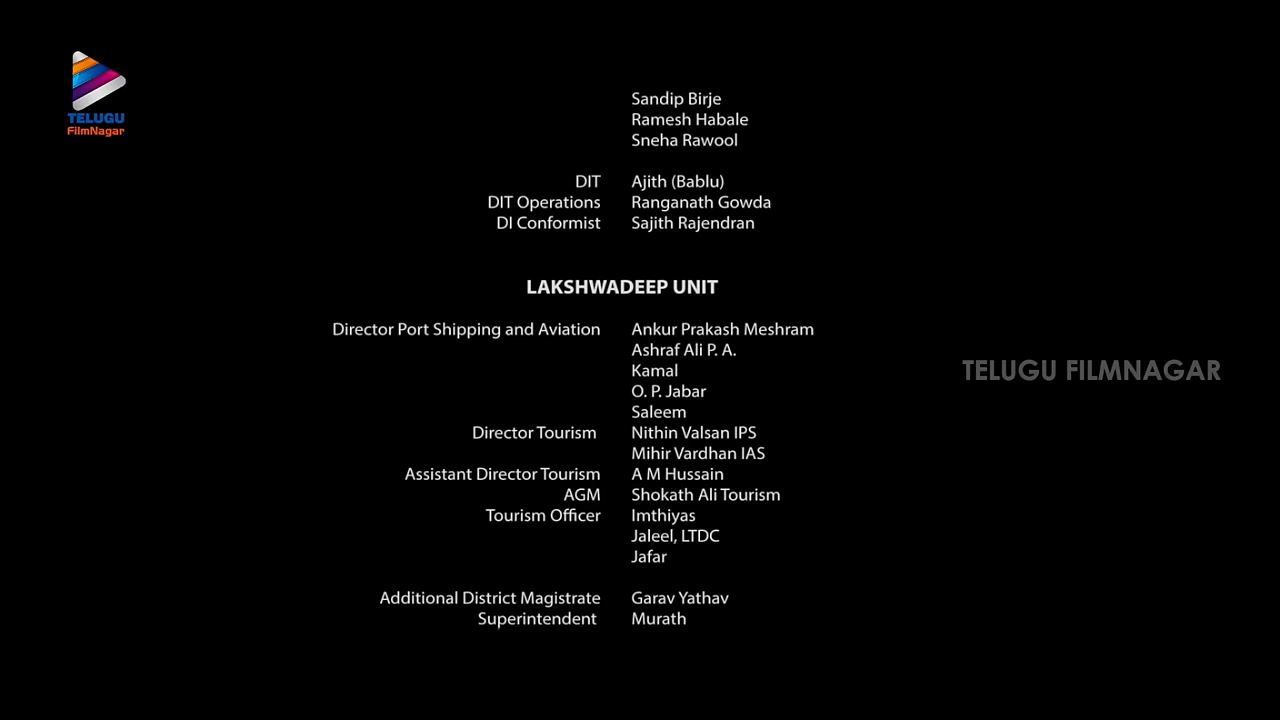 TELUGU
FilmNagar
Sandip Birje
Ramesh Habale
Sneha Rawool
DIT Ajith (Bablu)
DIT Operations Ranganath Gowda
DI Conformist Sajith Rajendran
LAKSHWADEEP UNIT
Director Port Shipping and Aviation Ankur Prakash Meshram
Ashraf Ali P. A.
Kamal
O. P. Jabar
Saleem
Director Tourism Nithin Valsan IPS
Mihir Vardhan IAS
Assistant Director Tourism A M Hussain
AGM Shokath Ali Tourism
Tourism Officer Imthiyas
Jaleel, LTDC
Jafar
Additional District Magistrate Garav Yathav
Superintendent Murath
TELUGU FILMNAGAR